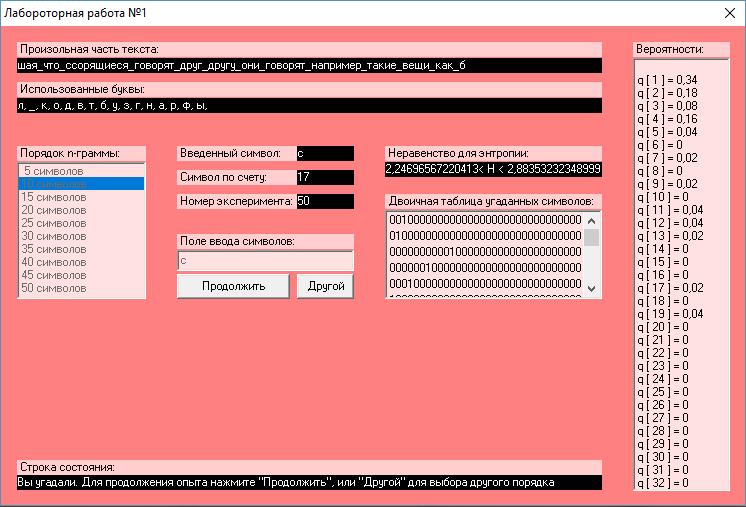 Лабороторная работа №1
Произольная часть текста:
шая_что_ссорящиеся_говорят_друг_другу_они_говорят_например_такие_вещи_как_б
Использованные буквы:
л, _, к, о, д, в, т, б, у, з, г, н, а, р, ф, ы,
Порядок n-граммы:
5 символов
15 символов
20 символов
25 символов
30 символов
35 символов
40 символов
45 символов
50 символов
Введенный символ: с
Символ по счету: 17
Номер эксперимента: 50
Поле ввода символов:
с
Продолжить
Другой
Неравенство для энтропии:
2,24696567220413< H < 2,88353232348999
Двоичная таблица угаданных символов:
00100000000000000000000000000000
01000000000000000000000000000000
00000000010000000000000000000000
00000010000000000000000000000000
00010000000000000000000000000000
Вероятности:
q [ 1 ] = 0,34
q [ 2 ] = 0,18
q [ 3 ] = 0,08
q [ 4 ] = 0,16
q [ 5 ] = 0,04
q [ 6 ] = 0
q [ 7 ] = 0,02
q [ 8 ] = 0
q [ 9 ] = 0,02
q [ 10 ] = 0
q [ 11 ] = 0,04
q [ 12 ] = 0,04
q [ 13 ] = 0,02
q [ 14 ] = 0
q [ 15 ] = 0
q [ 16 ] = 0
q [ 17 ] = 0,02
q [ 18 ] = 0
q [ 19 ] = 0,04
q [ 20 ] = 0
q [ 21 ] = 0
q [ 22 ] = 0
q [ 23 ] = 0
q [ 24 ] = 0
q [ 25 ] = 0
q [ 26 ] = 0
q [ 27 ] = 0
q [ 28 ] = 0
q [ 29 ] = 0
q [ 30 ] = 0
q [ 31 ] = 0
q [ 32 ] = 0
Строка состояния:
Вы угадали. Для продолжения опыта нажмите "Продолжить", или "Другой" для выбора другого порядка